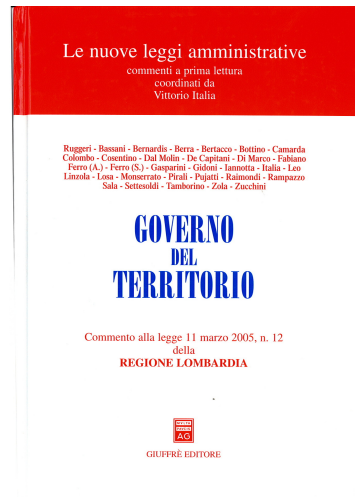 Le nuove leggi amministrative
commenti a prima lettura
coordinati da
Vittorio Italia
Ruggeri - Bassani - Bernardis - Berra - Bertacco - Bottino - Camarda
Colombo - Cosentino - Dal Molin - De Capitani - Di Marco - Fabiano
Ferro (A.) - Ferro (S.) - Gasparini - Gidoni - Iannotta - Italia - Leo
Linzola - Losa - Monserrato - Pirali - Pujatti - Raimondi - Rampazzo
Sala - Settesoldi - Tamborino - Zola - Zucchini
GOVERNO
DEL
TERRITORIO
Commento alla legge 11 marzo 2005, n. 12
della
REGIONE LOMBARDIA
MVLTA
PAVCIS
AG
GIUFFRÈ EDITORE